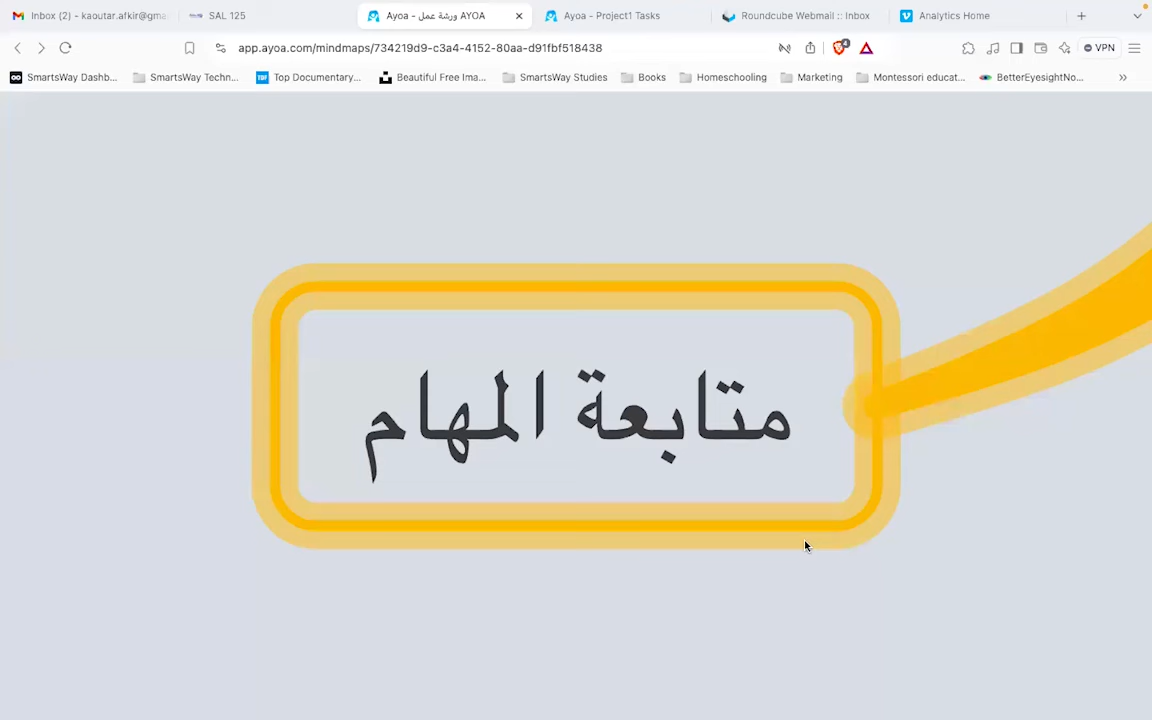 Inbox (2) - kaoutar.afkir@gma
SAL 125
Ayoa - ورشة عمل AYOA
Ayoa - Project1 Tasks
Roundcube Webmail :: Inbox
Analytics Home
app.ayoa.com/mindmaps/734219d9-c3a4-4152-80aa-d91fbf518438
4
VPN
SmartsWay Dashb...
SmartsWay Techn...
Top Documentary...
Beautiful Free Ima...
SmartsWay Studies
Books
Homeschooling
Marketing
Montessori educat...
BetterEyesightNo...
متابعة المهام